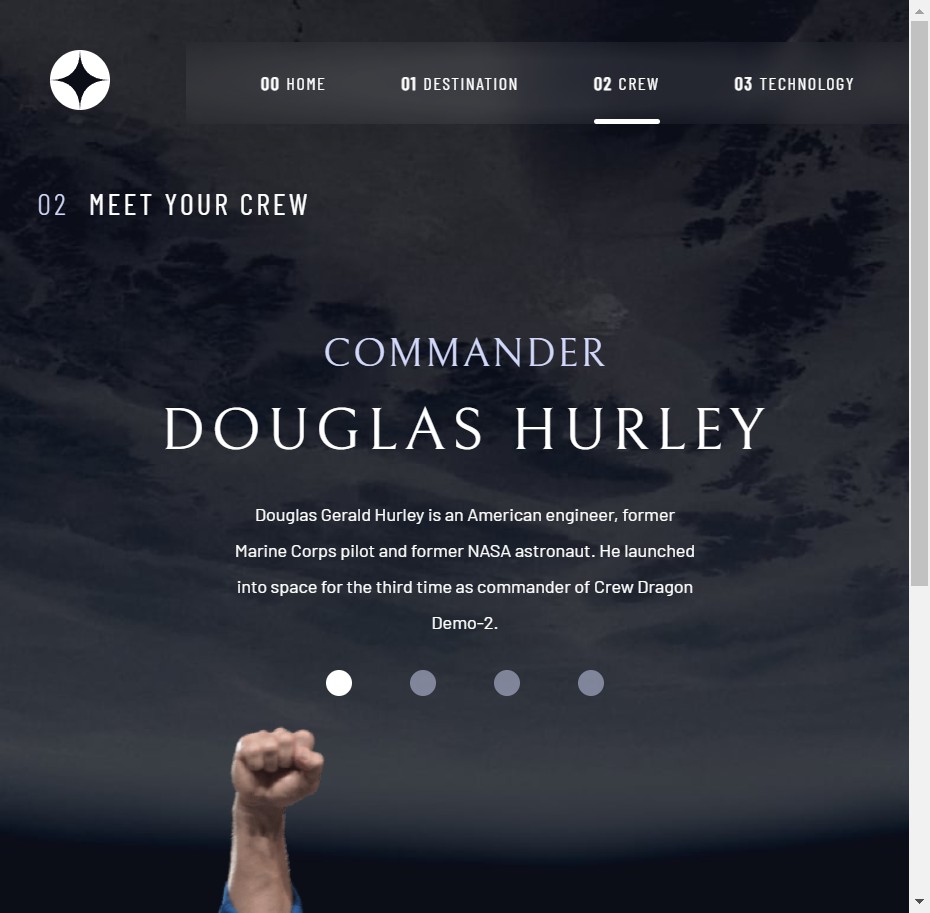 00 HOME
01 DESTINATION
02 CREW
03 TECHNOLOGY
02 MEET YOUR CREW
COMMANDER
DOUGLAS HURLEY
Douglas Gerald Hurley is an American engineer, former
Marine Corps pilot and former NASA astronaut. He launched
into space for the third time as commander of Crew Dragon
Demo-2.